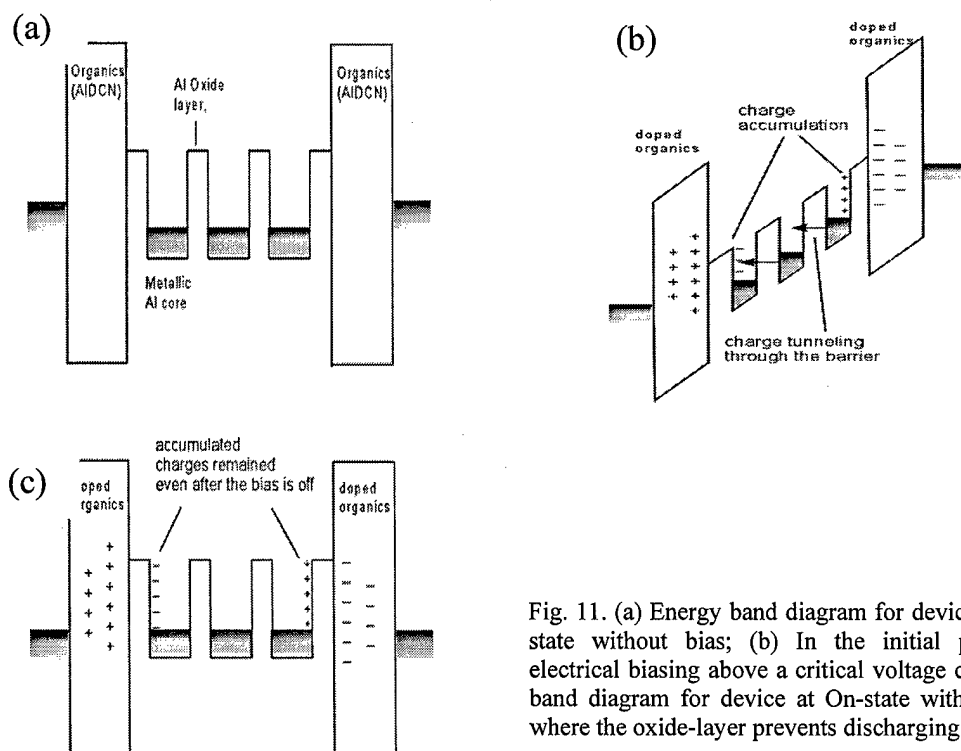 (a)
Organics
(AlDCN)
Al Oxide
layer,
Organics
(AlDCN)
Metallic
Al core
(b)
doped
organics
charge
accumulation
doped
organics
charge tunneling
through the barrier
(c)
accumulated
charges remained
even after the bias is off
oped
rganics
doped
organics
Fig. 11. (a) Energy band diagram for device
state without bias; (b) In the initial p
electrical biasing above a critical voltage c
band diagram for device at On-state with
where the oxide-layer prevents discharging